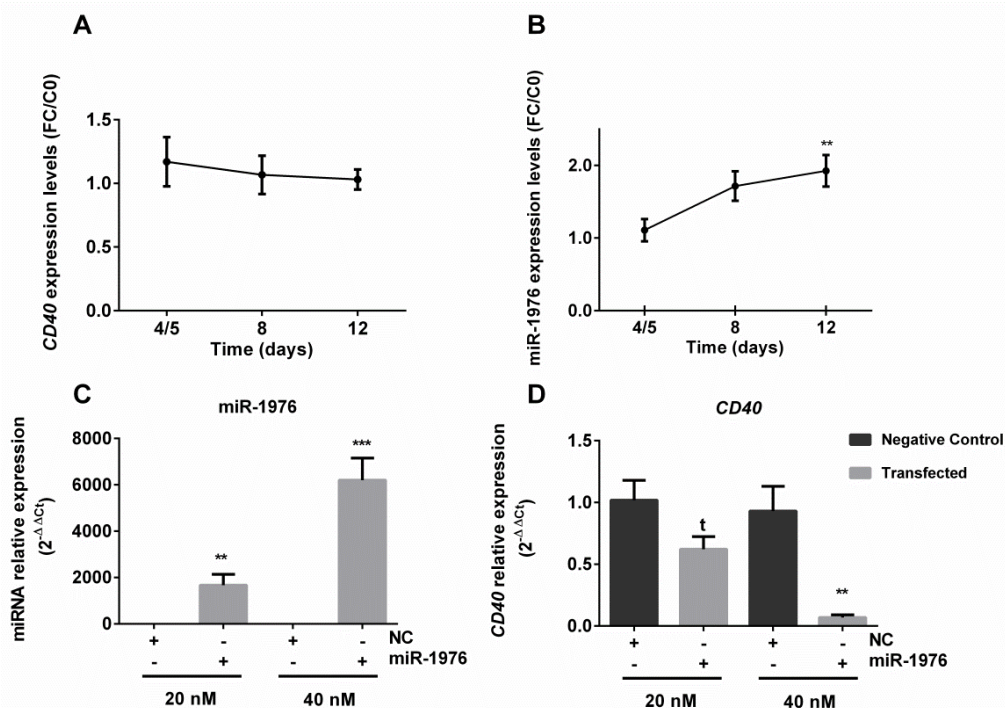 A
CD40 expression levels (FC/C0)
1.5
1.0
0.5
0.0
4/5 8 12
Time (days)
B
miR-1976 expression levels (FC/C0)
**
2.0
1.0
0.0
4/5 8 12
Time (days)
C
miR-1976
miRNA relative expression
(2-Δ ΔCt)
8000
6000
4000
2000
0
**
***
+ - + - NC
- + - + miR-1976
20 nM 40 nM
D
CD40
CD40 relative expression
(2-Δ ΔCt)
1.5
1.0
0.5
0.0
t
**
Negative Control
Transfected
+ - + - NC
- + - + miR-1976
20 nM 40 nM